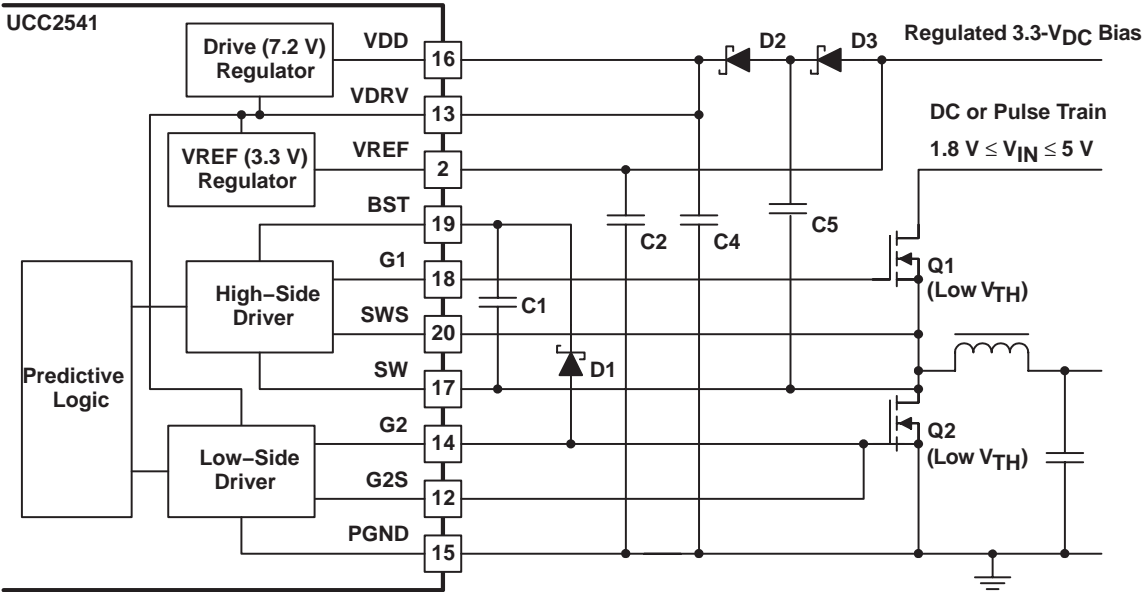 UCC2541
Drive (7.2 V)
Regulator
VDD
16
D2
D3
Regulated 3.3-VDC Bias
VDRV
13
DC or Pulse Train
1.8 V ≤ VIN ≤ 5 V
VREF (3.3 V)
Regulator
VREF
2
BST
19
C2
C4
C5
G1
18
Q1
(Low VTH)
High−Side
Driver
C1
SWS
20
Predictive
Logic
SW
17
D1
G2
14
Q2
(Low VTH)
Low−Side
Driver
G2S
12
PGND
15